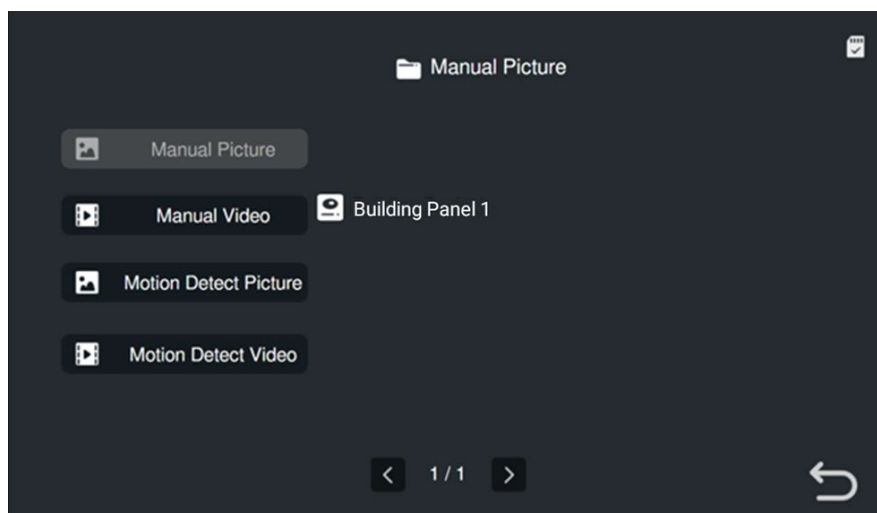 Manual Picture
Manual Picture
Manual Video
Building Panel 1
Motion Detect Picture
Motion Detect Video
1 / 1